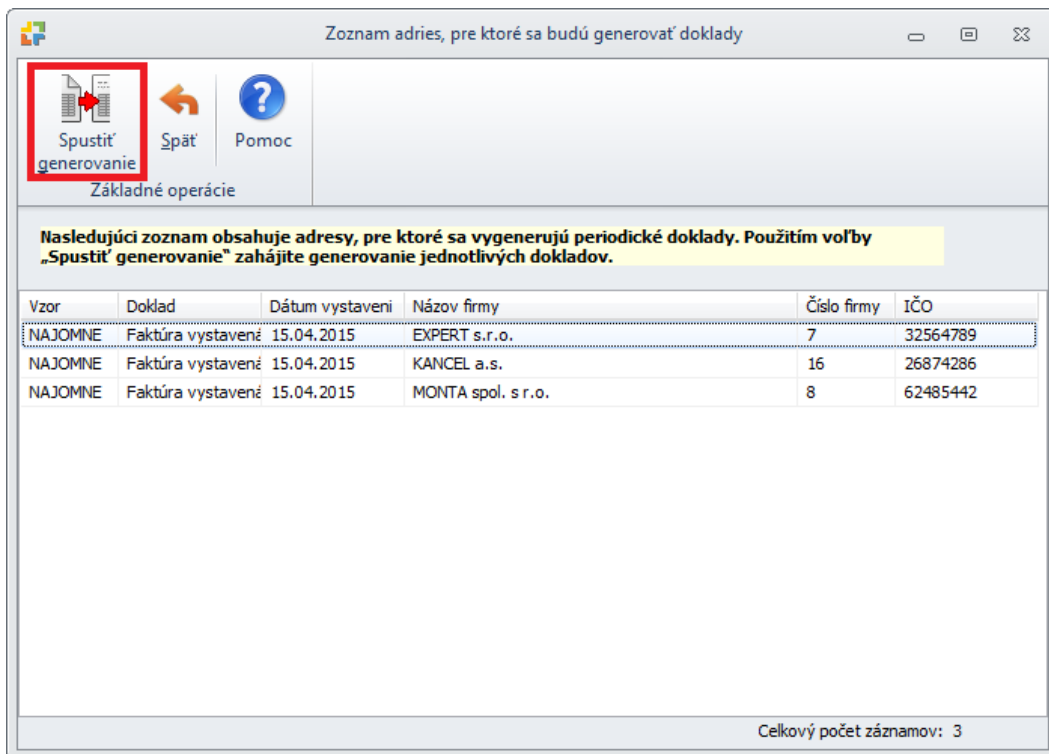 Zoznam adries, pre ktoré sa budú generovať doklady
Spustiť
generovanie
Späť
Pomoc
Základné operácie
Nasledujúci zoznam obsahuje adresy, pre ktoré sa vygenerujú periodické doklady. Použitím voľby
„Spustiť generovanie“ zahájite generovanie jednotlivých dokladov.
Vzor Doklad Dátum vystaveni Názov firmy Číslo firmy IČO
NAJOMNE Faktúra vystavená 15.04.2015 EXPERT s.r.o. 7 32564789
NAJOMNE Faktúra vystavená 15.04.2015 KANCEL a.s. 16 26874286
NAJOMNE Faktúra vystavená 15.04.2015 MONTA spol. s r.o. 8 62485442
Celkový počet záznamov: 3